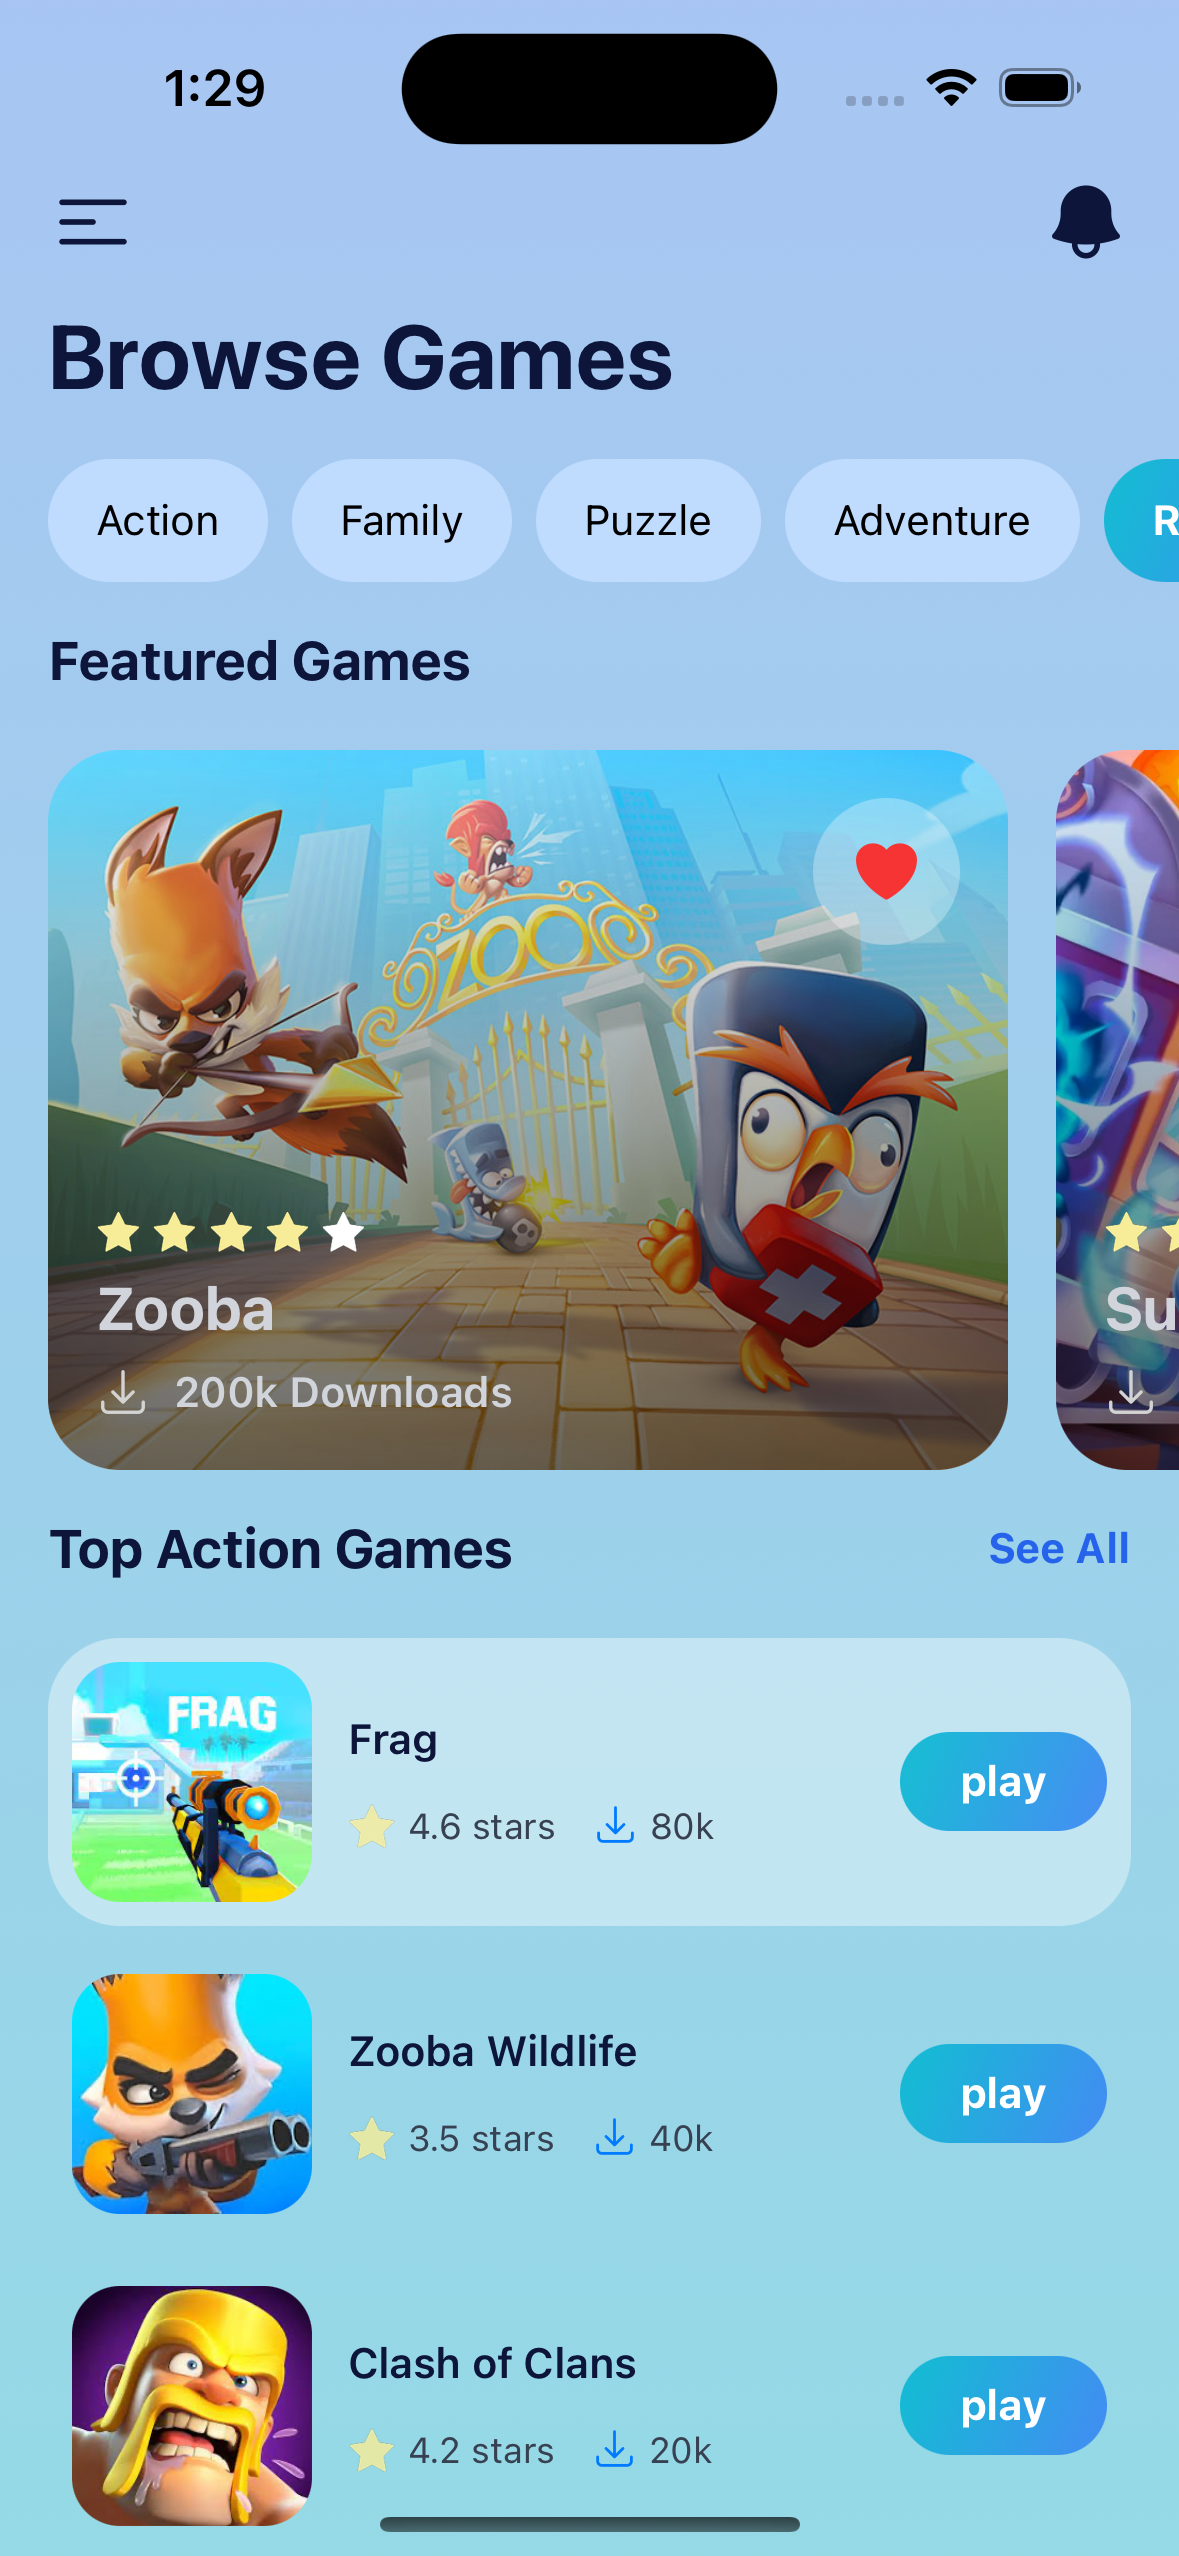 1:29
Browse Games
Action Family Puzzle Adventure R
Featured Games
ZOO
Zooba
200k Downloads
Su
Top Action Games See All
FRAG
Frag
4.6 stars 80k
play
Zooba Wildlife
3.5 stars 40k
play
Clash of Clans
4.2 stars 20k
play